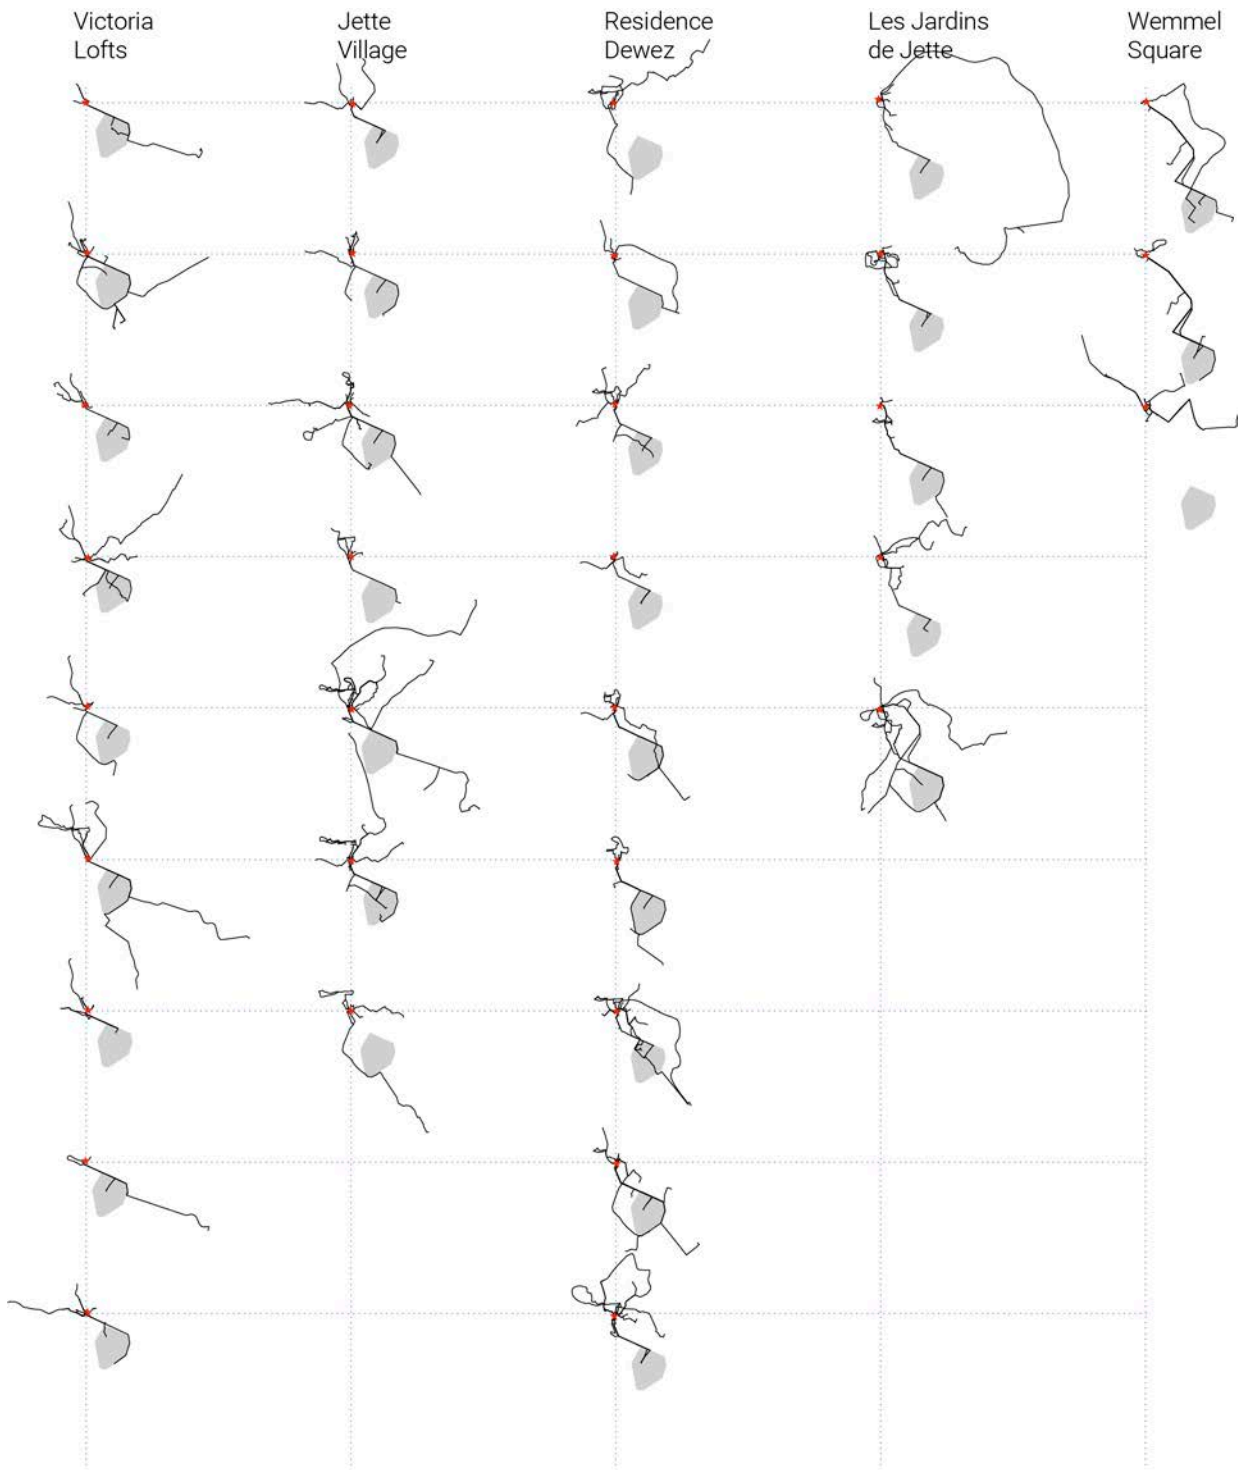 Victoria
Lofts
Jette
Village
Residence
Dewez
Les Jardins
de Jette
Wemmel
Square